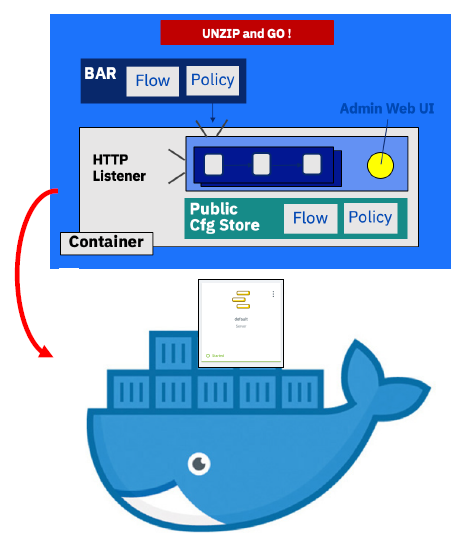 UNZIP and GO !
BAR
Flow
Policy
Admin Web UI
HTTP
Listener
Public
Cfg Store
Flow
Policy
Container
default
Server
Started